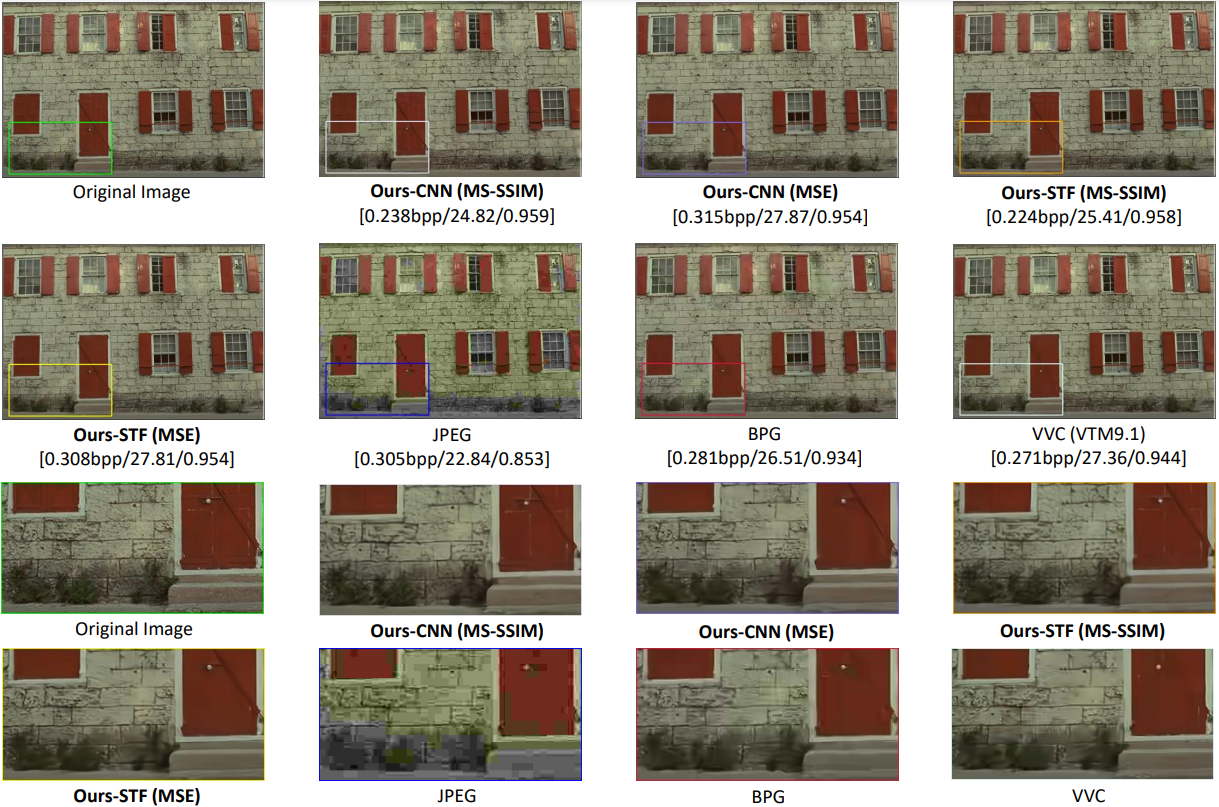 Original Image
Ours-CNN (MS-SSIM)
[0.238bpp/24.82/0.959]
Ours-CNN (MSE)
[0.315bpp/27.87/0.954]
Ours-STF (MS-SSIM)
[0.224bpp/25.41/0.958]
Ours-STF (MSE)
[0.308bpp/27.81/0.954]
JPEG
[0.305bpp/22.84/0.853]
BPG
[0.281bpp/26.51/0.934]
VVC (VTM9.1)
[0.271bpp/27.36/0.944]
Original Image
Ours-CNN (MS-SSIM)
Ours-CNN (MSE)
Ours-STF (MS-SSIM)
Ours-STF (MSE)
JPEG
BPG
VVC